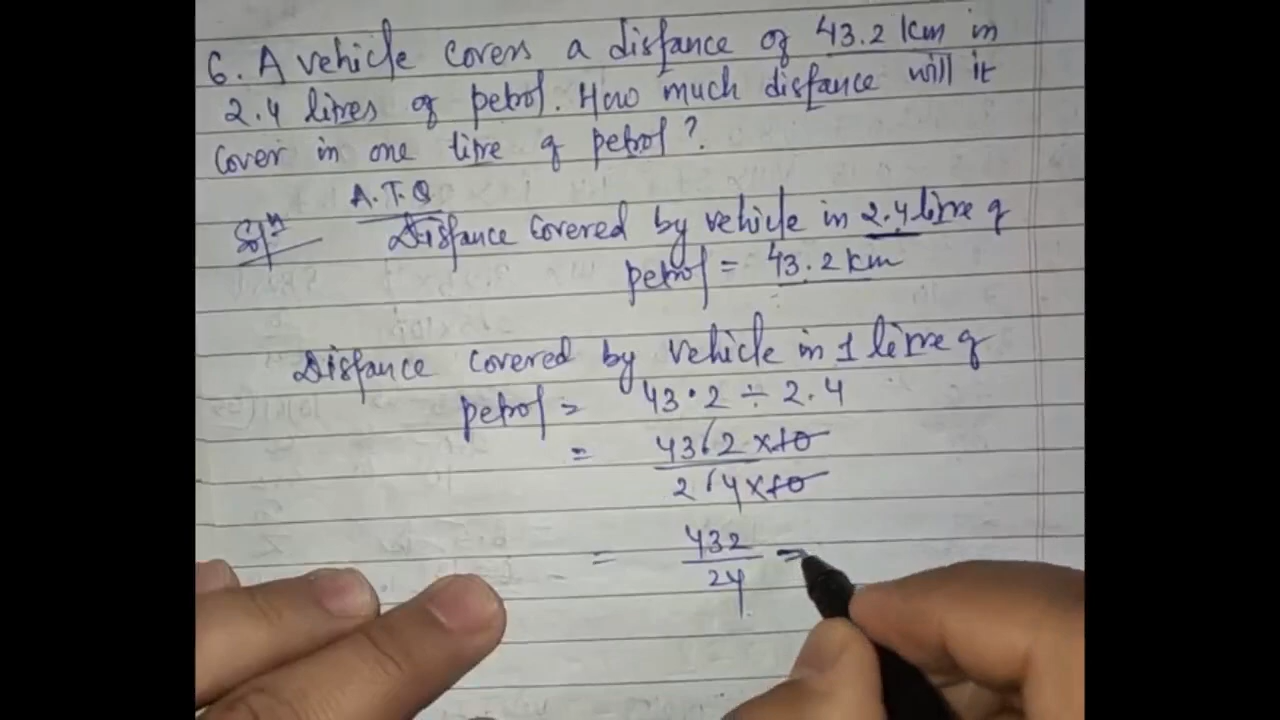 6. A vehicle covers a distance of 43.2 km in
2.4 litres of petrol. How much distance will it
cover in one litre of petrol?
A.T.Q
Solⁿ Distance covered by vehicle in 2.4 litre of
petrol = 43.2 km
Distance covered by vehicle in 1 litre of
petrol = 43.2 ÷ 2.4
= 43.2 × 10
2.4 × 10
= 432 =
24